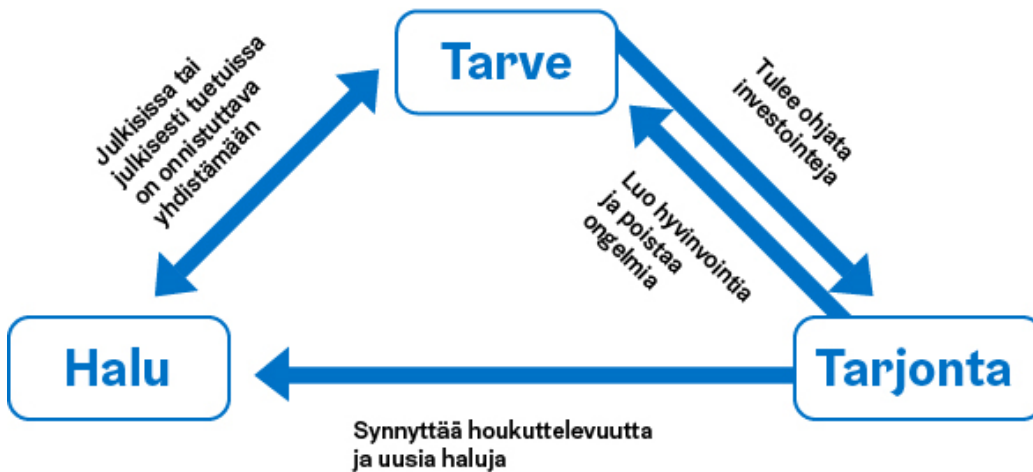 Tarve
Julkisissa tai
julkisesti tuetuissa
on onnistuttava
yhdistämään
Tulee ohjata
investointeja
Luo hyvinvointia
ja poistaa
ongelmia
Halu
Tarjonta
Synnyttää houkuttelevuutta
ja uusia haluja